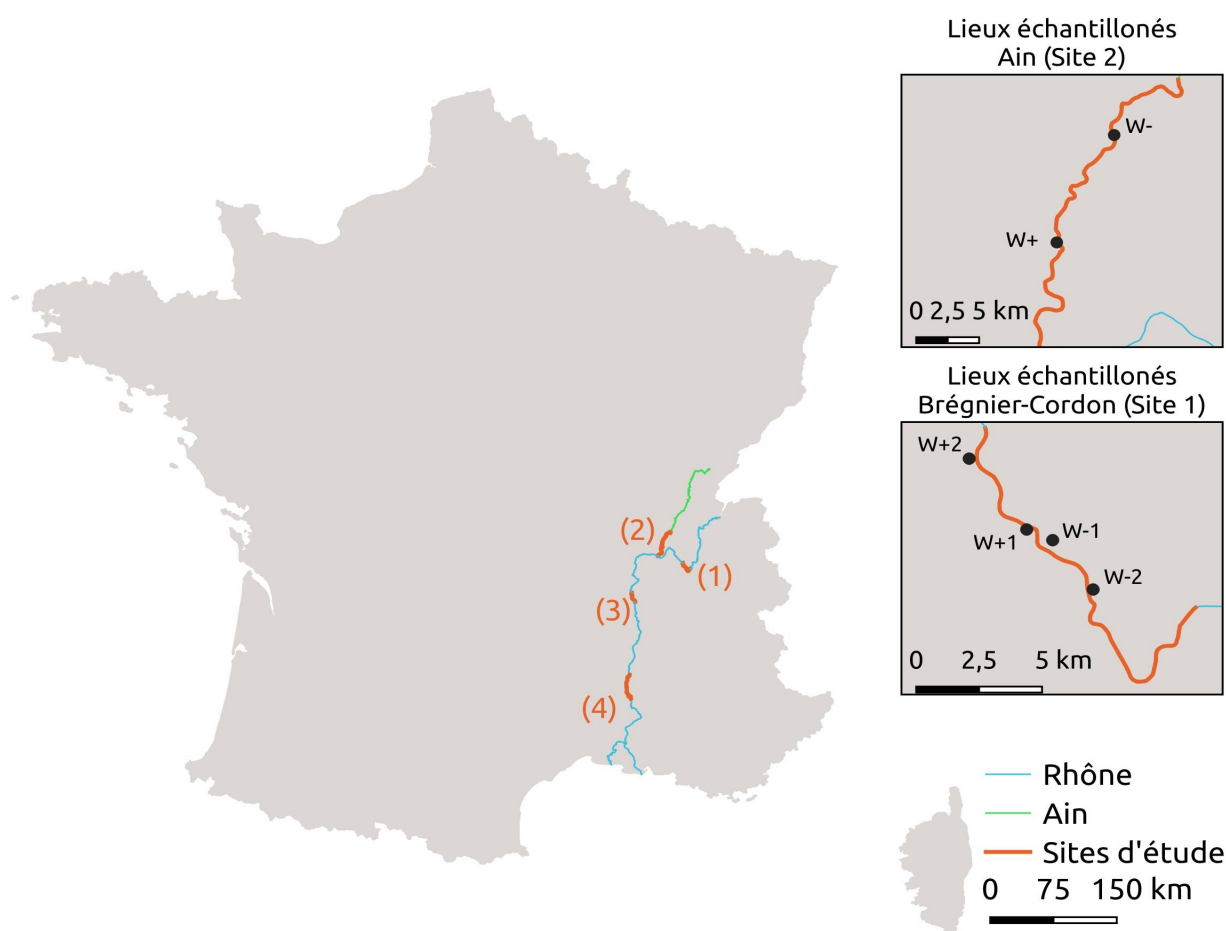 Lieux échantillonés
Ain (Site 2)
W-
W+
0 2,5 5 km
Lieux échantillonés
Brégnier-Cordon (Site 1)
W+2
W+1
W-1
W-2
0 2,5 5 km
(2)
(1)
(3)
(4)
Rhône
Ain
Sites d'étude
0 75 150 km